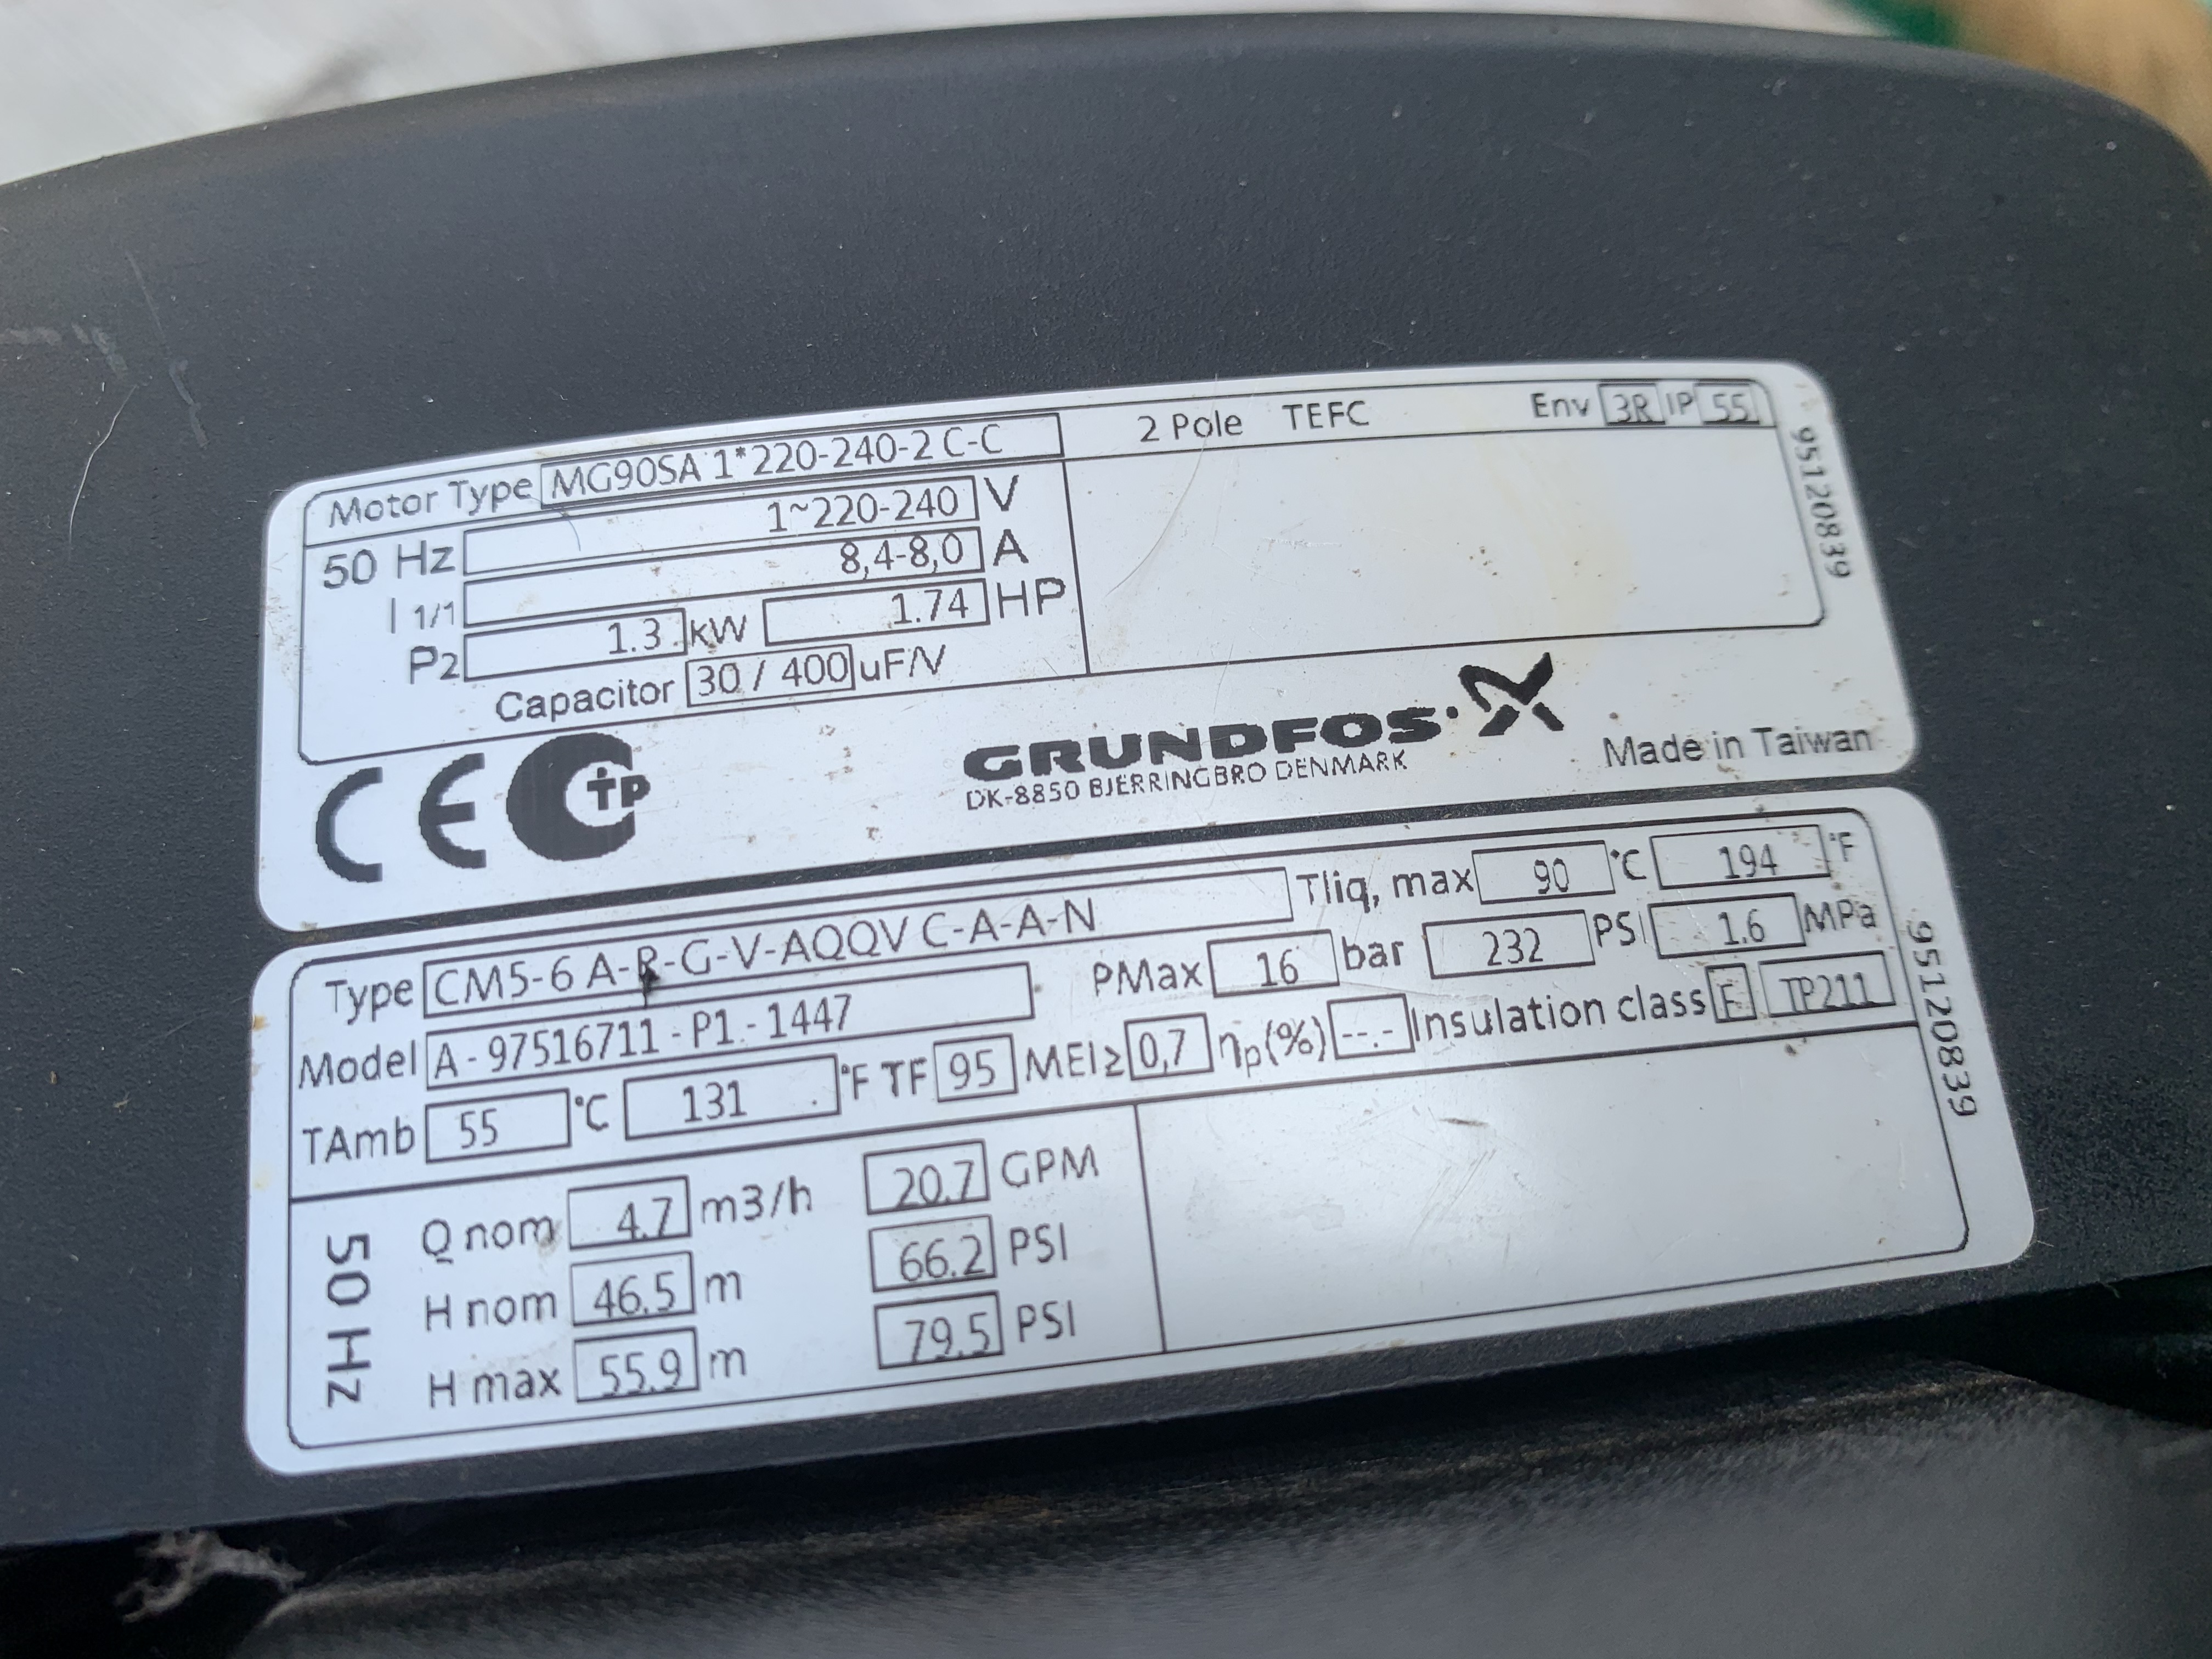 Motor Type MG90SA 1*220-240-2 C-C 2 Pole TEFC Env 3R IP 55
50 Hz 1~220-240 V
I 1/1 8,4-8,0 A
P2 1.3 kW 1.74 HP
Capacitor 30 / 400 uF/V
95120839
CE
GRUNDFOS
DK-8850 BJERRINGBRO DENMARK
Made in Taiwan
Type CM5-6 A-R-G-V-AQQV C-A-A-N Tliq, max 90 °C 194 °F
Model A - 97516711 - P1 - 1447 PMax 16 bar 232 PSI 1.6 MPa
TAmb 55 °C 131 °F TF 95 MEI≥ 0,7 ηp(%) --.- Insulation class F TP211
95120839
50 Hz
Q nom 4.7 m3/h 20.7 GPM
H nom 46.5 m 66.2 PSI
H max 55.9 m 79.5 PSI